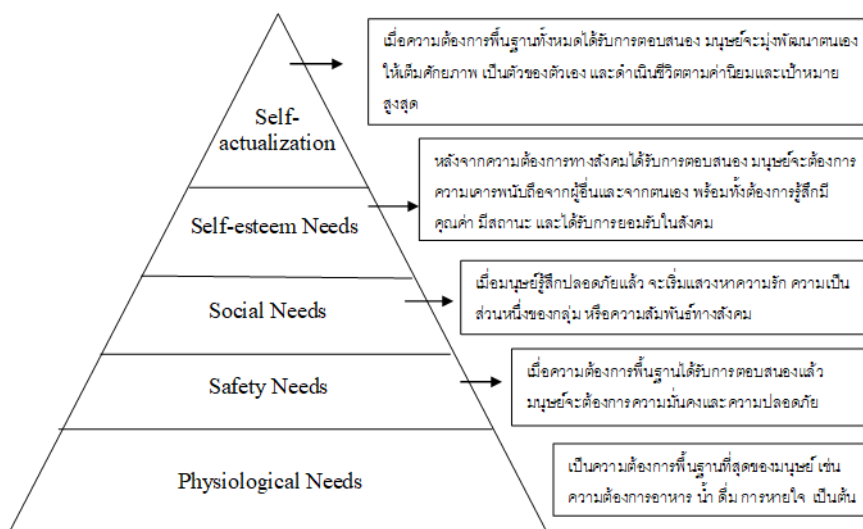 เมื่อความต้องการพื้นฐานทั้งหมดได้รับการตอบสนอง มนุษย์จะมุ่งพัฒนาตนเอง
ให้เต็มศักยภาพ เป็นตัวของตัวเอง และดำเนินชีวิตตามค่านิยมและเป้าหมาย
สูงสุด
Self-
actualization
หลังจากความต้องการทางสังคมได้รับการตอบสนอง มนุษย์จะต้องการ
ความเคารพนับถือจากผู้อื่นและจากตนเอง พร้อมทั้งต้องการรู้สึกมี
คุณค่า มีสถานะ และได้รับการยอมรับในสังคม
Self-esteem Needs
เมื่อมนุษย์รู้สึกปลอดภัยแล้ว จะเริ่มแสวงหาความรัก ความเป็น
ส่วนหนึ่งของกลุ่ม หรือความสัมพันธ์ทางสังคม
Social Needs
เมื่อความต้องการพื้นฐานได้รับการตอบสนองแล้ว
มนุษย์จะต้องการความมั่นคงและความปลอดภัย
Safety Needs
เป็นความต้องการพื้นฐานที่สุดของมนุษย์ เช่น
ความต้องการอาหาร น้ำ ดื่ม การหายใจ เป็นต้น
Physiological Needs